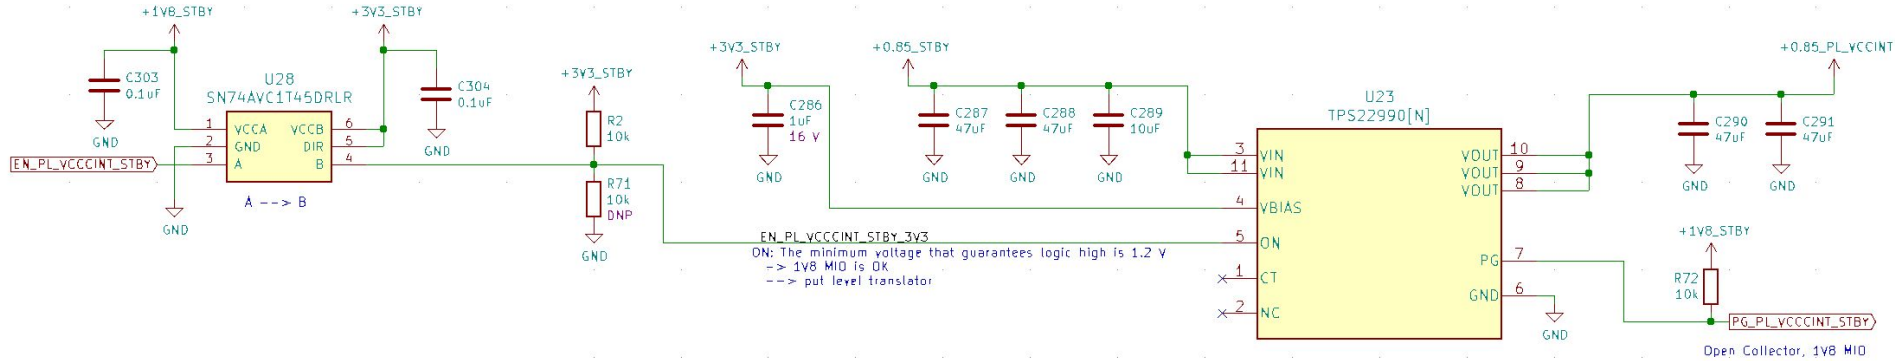 +1V8_STBY
+3V3_STBY
C303
0.1uF
GND
U28
SN74AVC1T45DRLR
C304
0.1uF
GND
1 VCCA VCCB 6
2 GND DIR 5
3 A B 4
EN_PL_VCCCINT_STBY
A --> B
GND
+3V3_STBY
R2
10k
R71
10k
DNP
GND
+3V3_STBY
C286
1uF
16 V
GND
+0.85_STBY
C287
47uF
GND
C288
47uF
GND
C289
10uF
GND
EN_PL_VCCCINT_STBY_3V3
ON: The minimum voltage that guarantees logic high is 1.2 V
-> 1V8 MIO is OK
--> put level translator
U23
TPS22990[N]
3 VIN
11 VIN
4 VBIAS
5 ON
1 CT
2 NC
VOUT 10
VOUT 9
VOUT 8
PG 7
GND 6
GND
+0.85_PL_VCCINT
C290
47uF
GND
C291
47uF
GND
+1V8_STBY
R72
10k
PG_PL_VCCCINT_STBY
Open Collector, 1V8 MIO